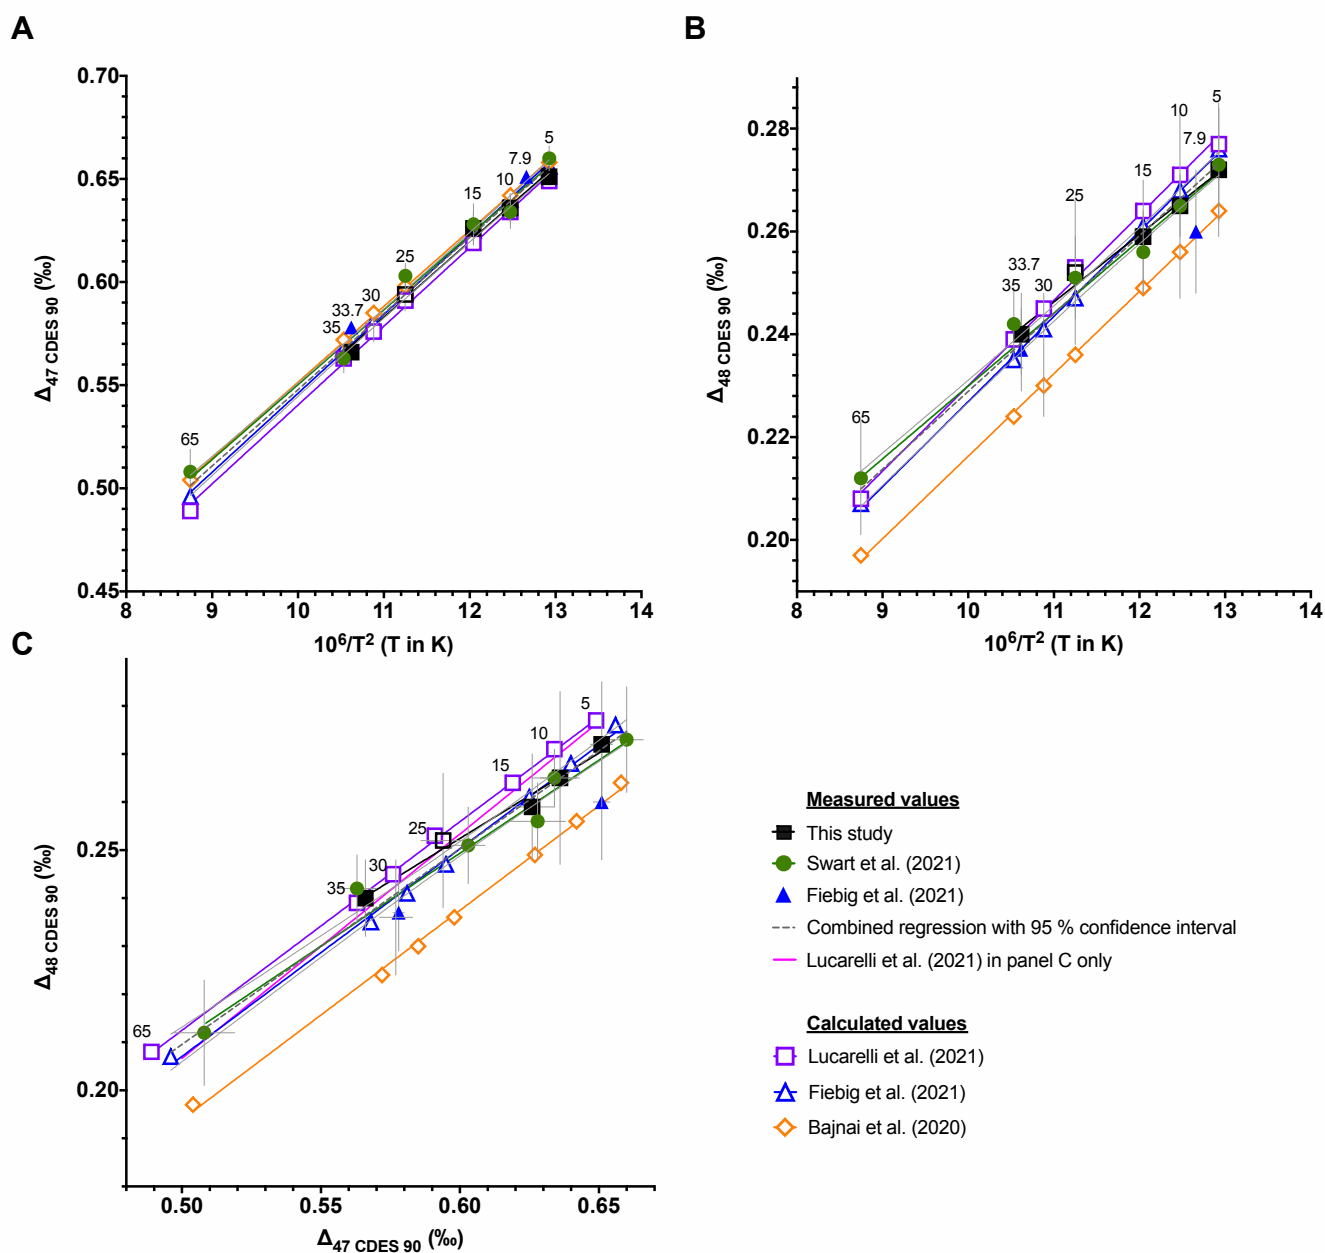 A
0.70
0.65
0.60
0.55
0.50
0.45
Δ47 CDES 90 (‰)
5
7.9
10
15
25
30
33.7
35
65
8 9 10 11 12 13 14
10⁶/T² (T in K)
B
0.28
0.26
0.24
0.22
0.20
Δ48 CDES 90 (‰)
5
10
7.9
15
25
33.7
35 30
65
8 9 10 11 12 13 14
10⁶/T² (T in K)
C
0.25
0.20
Δ48 CDES 90 (‰)
5
10
15
25
30
35
65
0.50 0.55 0.60 0.65
Δ47 CDES 90 (‰)
Measured values
This study
Swart et al. (2021)
Fiebig et al. (2021)
Combined regression with 95 % confidence interval
Lucarelli et al. (2021) in panel C only
Calculated values
Lucarelli et al. (2021)
Fiebig et al. (2021)
Bajnai et al. (2020)